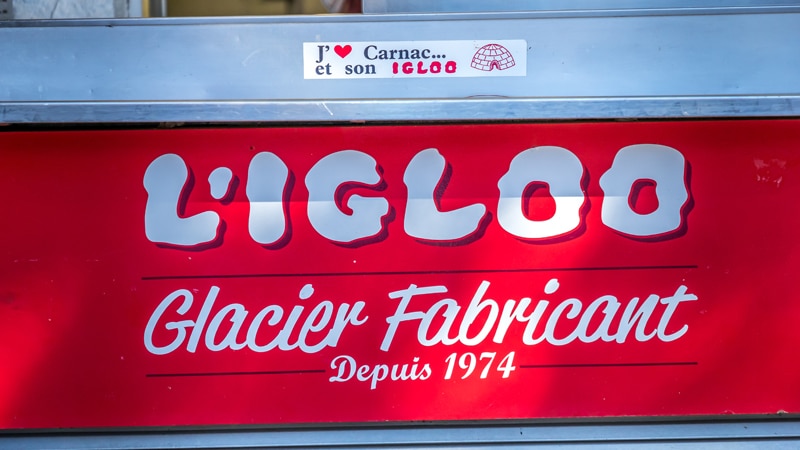 J'❤ Carnac...
et son IGLOO
L'IGLOO
Glacier Fabricant
Depuis 1974